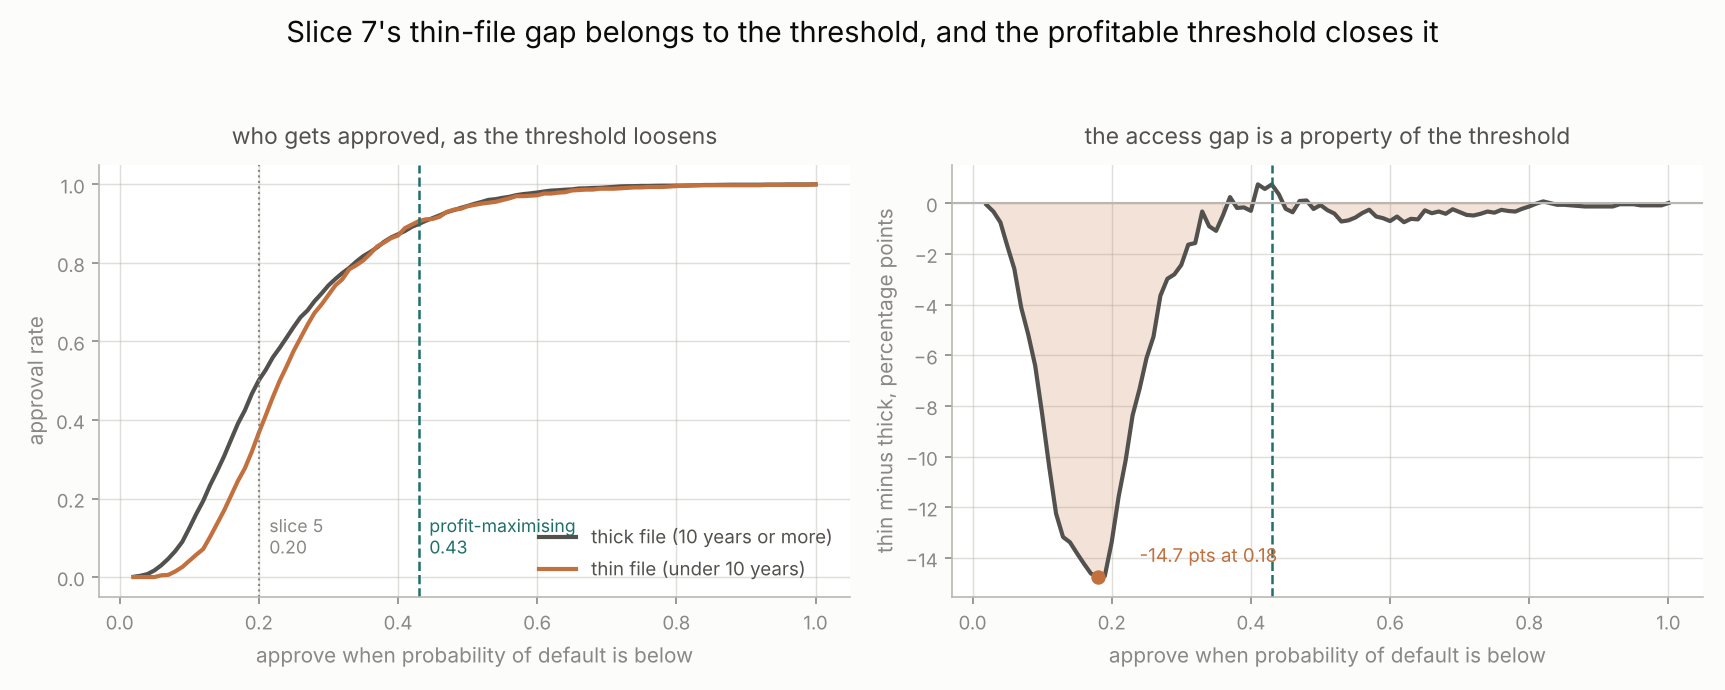 Slice 7's thin-file gap belongs to the threshold, and the profitable threshold closes it
who gets approved, as the threshold loosens
approval rate
1.0
0.8
0.6
0.4
0.2
0.0
slice 5
0.20
profit-maximising
0.43
thick file (10 years or more)
thin file (under 10 years)
0.0 0.2 0.4 0.6 0.8 1.0
approve when probability of default is below
the access gap is a property of the threshold
thin minus thick, percentage points
0
−2
−4
−6
−8
−10
−12
−14
-14.7 pts at 0.18
0.0 0.2 0.4 0.6 0.8 1.0
approve when probability of default is below